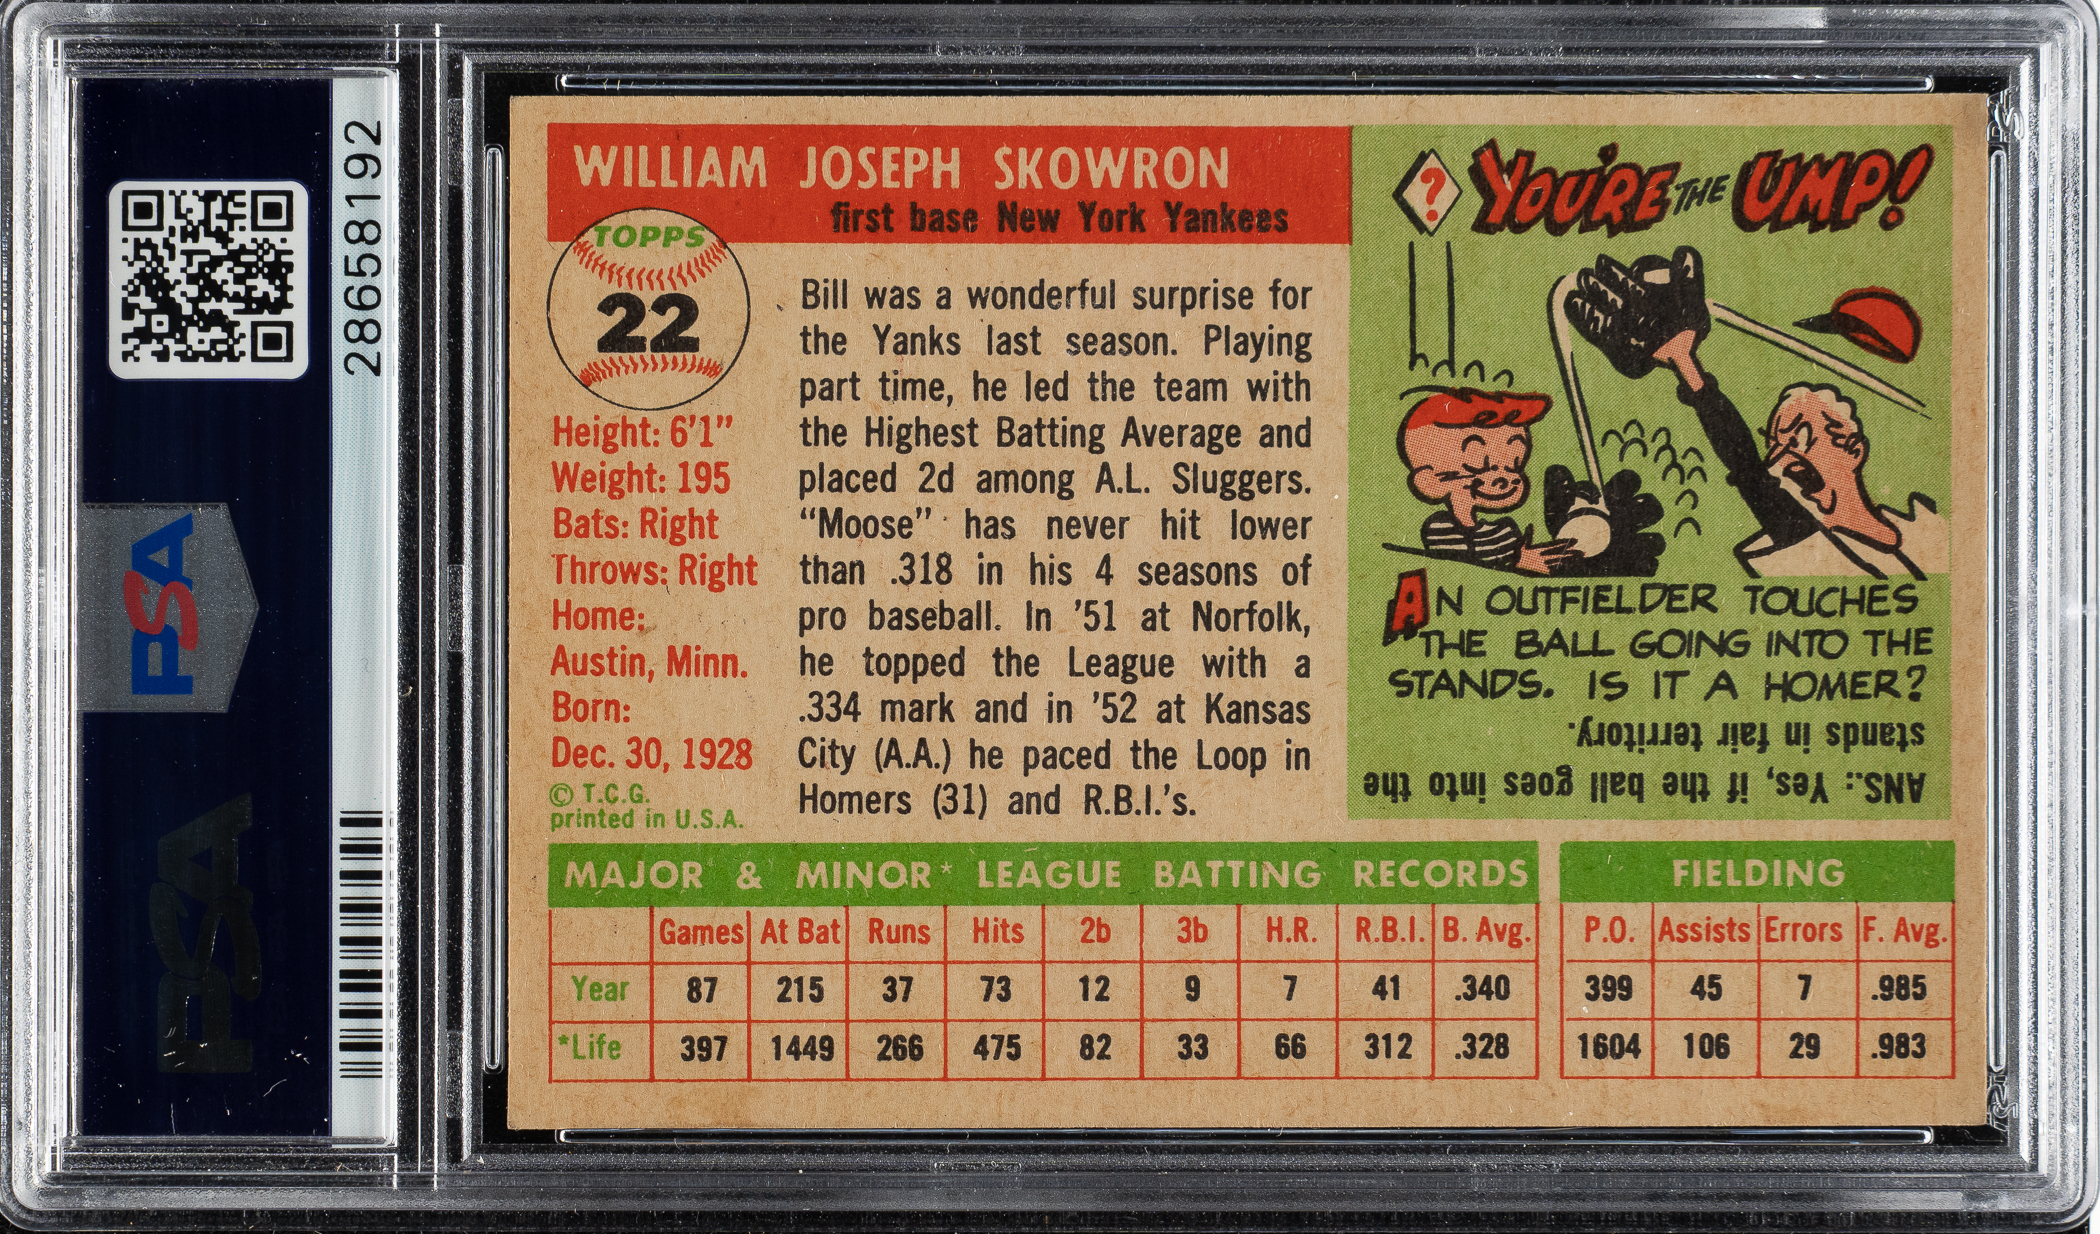 28658192
PSA
PSA
WILLIAM JOSEPH SKOWRON
first base New York Yankees
TOPPS
22
Height: 6'1"
Weight: 195
Bats: Right
Throws: Right
Home:
Austin, Minn.
Born:
Dec. 30, 1928
© T.C.G.
printed in U.S.A.
Bill was a wonderful surprise for
the Yanks last season. Playing
part time, he led the team with
the Highest Batting Average and
placed 2d among A.L. Sluggers.
"Moose" has never hit lower
than .318 in his 4 seasons of
pro baseball. In '51 at Norfolk,
he topped the League with a
.334 mark and in '52 at Kansas
City (A.A.) he paced the Loop in
Homers (31) and R.B.I.'s.
? YOU'RE THE UMP!
AN OUTFIELDER TOUCHES
THE BALL GOING INTO THE
STANDS. IS IT A HOMER?
ANS.: Yes, if the ball goes into the
stands in fair territory.
MAJOR & MINOR* LEAGUE BATTING RECORDS
Games At Bat Runs Hits 2b 3b H.R. R.B.I. B. Avg.
Year 87 215 37 73 12 9 7 41 .340
*Life 397 1449 266 475 82 33 66 312 .328
FIELDING
P.O. Assists Errors F. Avg.
399 45 7 .985
1604 106 29 .983